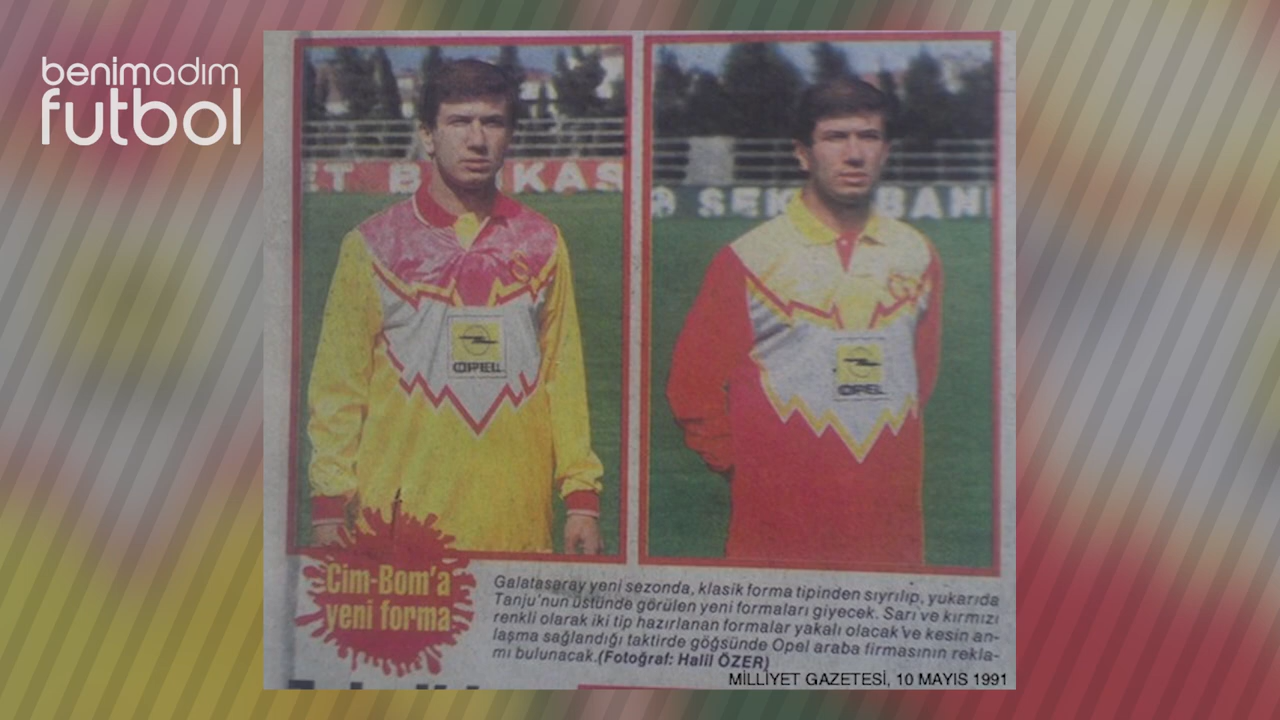 benimadım
futbol
ET B KAS
SEK BAN
OPEL
OPEL
Cim-Bom'a
yeni forma
Galatasaray yeni sezonda, klasik forma tipinden sıyrılıp, yukarıda
Tanju'nun üstünde görülen yeni formaları giyecek. Sarı ve kırmızı
renkli olarak iki tip hazırlanan formalar yakalı olacak ve kesin an-
laşma sağlandığı taktirde göğsünde Opel araba firmasının rekla-
mı bulunacak.(Fotoğraf: Halil ÖZER)
MİLLİYET GAZETESİ, 10 MAYIS 1991